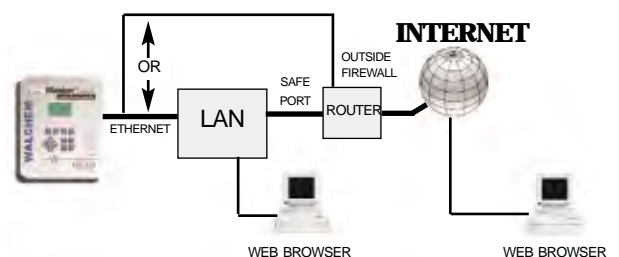 INTERNET
OUTSIDE
FIREWALL
OR
SAFE
PORT
WALCHEM
LAN
ROUTER
ETHERNET
WEB BROWSER
WEB BROWSER